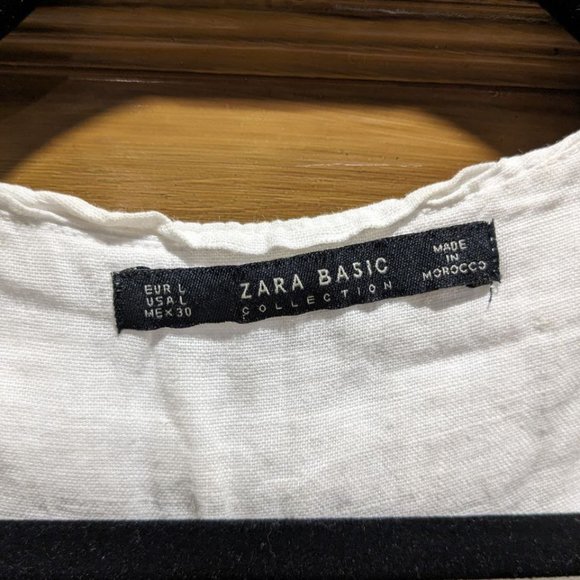 EUR L
USA L
MEX 30
ZARA BASIC
COLLECTION
MADE
IN
MOROCCO